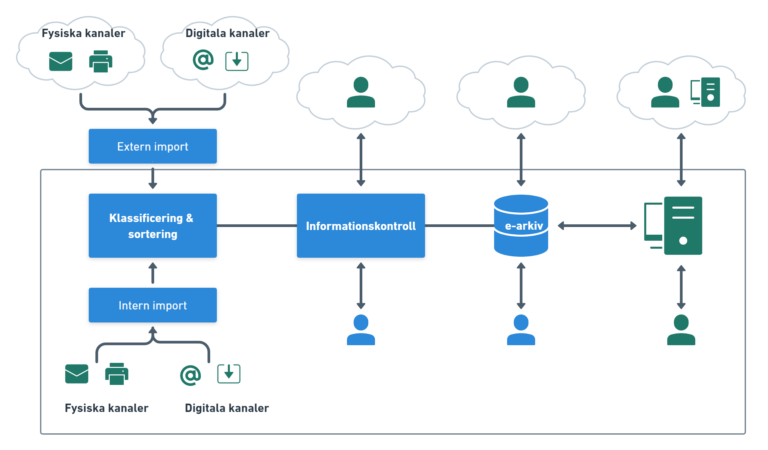 Fysiska kanaler
Digitala kanaler
Extern import
Klassificering &
sortering
Informationskontroll
e-arkiv
Intern import
Fysiska kanaler
Digitala kanaler